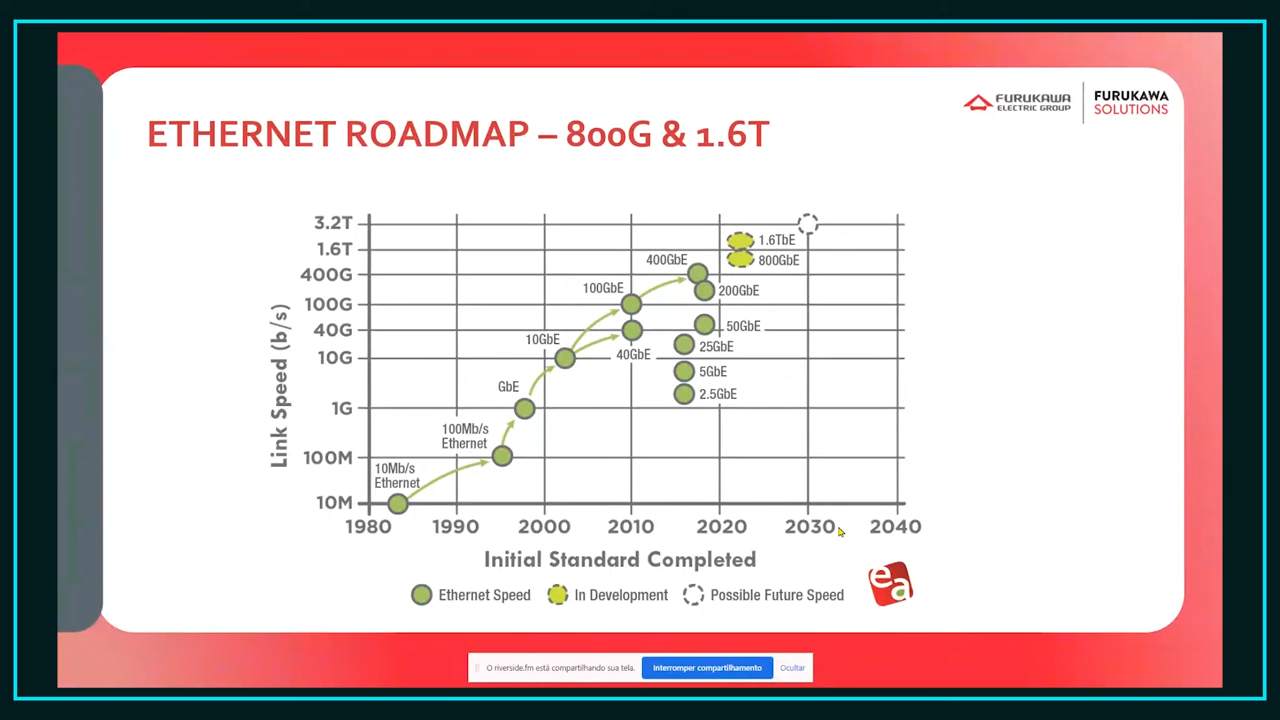 FURUKAWA
ELECTRIC GROUP
FURUKAWA
SOLUTIONS
ETHERNET ROADMAP – 800G & 1.6T
Link Speed (b/s)
3.2T
1.6T
400G
100G
40G
10G
1G
100M
10M
1.6TbE
800GbE
400GbE
200GbE
100GbE
50GbE
10GbE
25GbE
40GbE
5GbE
GbE
2.5GbE
100Mb/s
Ethernet
10Mb/s
Ethernet
1980 1990 2000 2010 2020 2030 2040
Initial Standard Completed
Ethernet Speed In Development Possible Future Speed
ea
O riverside.fm está compartilhando sua tela. Interromper compartilhamento Ocultar